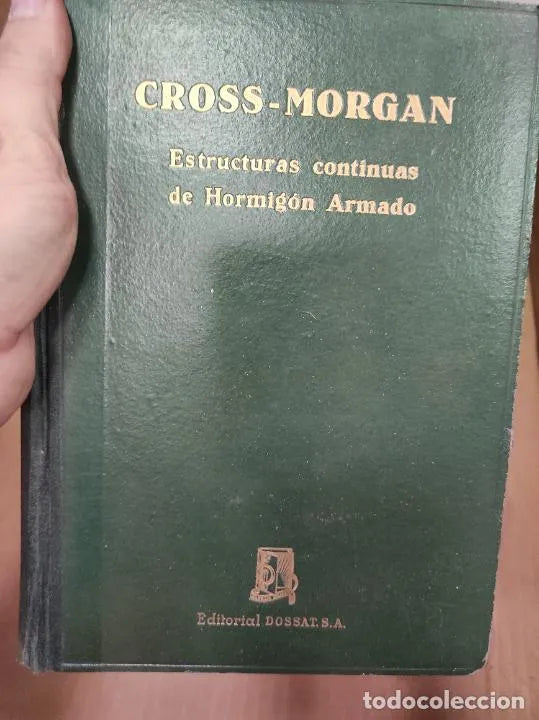 CROSS-MORGAN
Estructuras continuas
de Hormigón Armado
Editorial DOSSAT, S.A.
todocoleccion